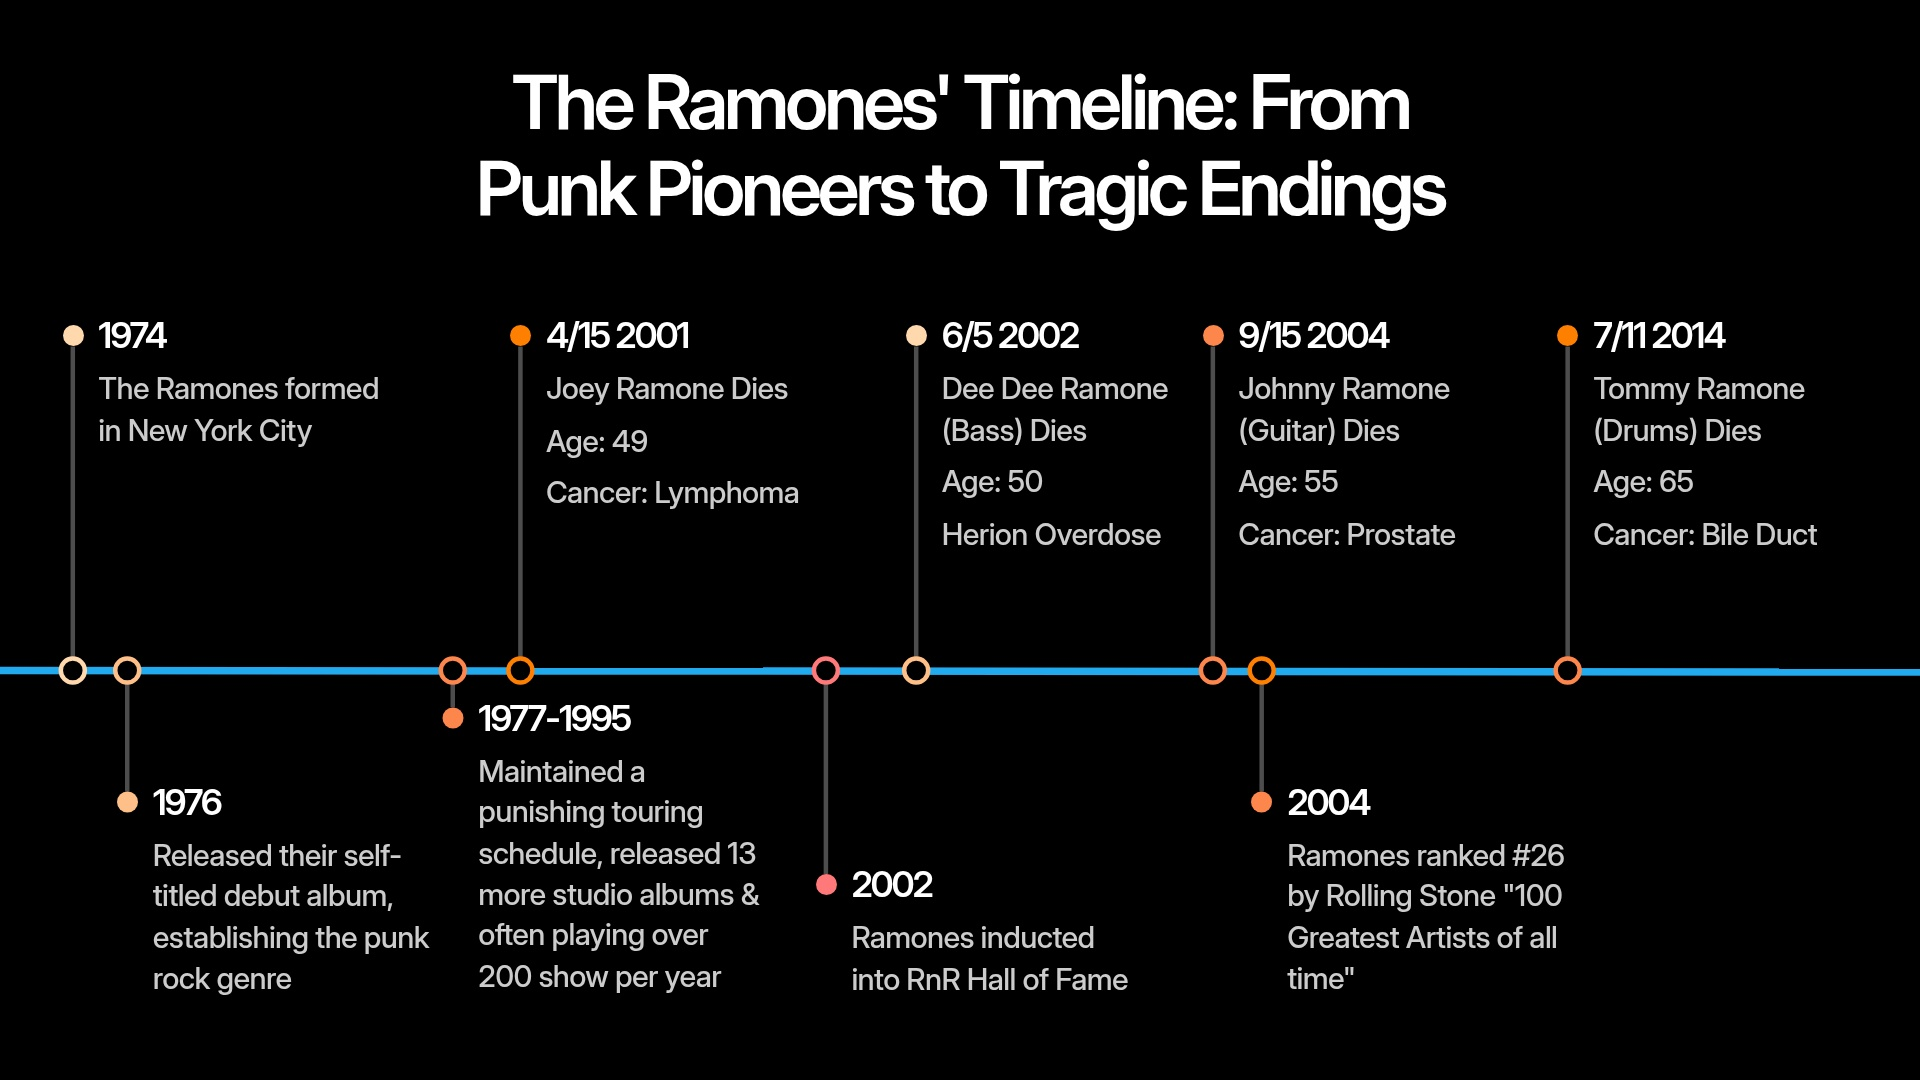 The Ramones' Timeline: From
Punk Pioneers to Tragic Endings
1974
The Ramones formed
in New York City
4/15 2001
Joey Ramone Dies
Age: 49
Cancer: Lymphoma
6/5 2002
Dee Dee Ramone
(Bass) Dies
Age: 50
Herion Overdose
9/15 2004
Johnny Ramone
(Guitar) Dies
Age: 55
Cancer: Prostate
7/11 2014
Tommy Ramone
(Drums) Dies
Age: 65
Cancer: Bile Duct
1976
Released their self-
titled debut album,
establishing the punk
rock genre
1977-1995
Maintained a
punishing touring
schedule, released 13
more studio albums &
often playing over
200 show per year
2002
Ramones inducted
into RnR Hall of Fame
2004
Ramones ranked #26
by Rolling Stone "100
Greatest Artists of all
time"